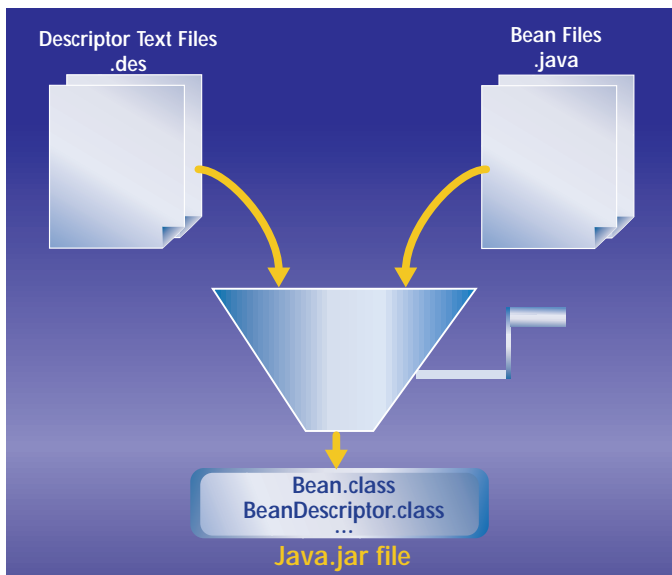 Descriptor Text Files
.des
Bean Files
.java
Bean.class
BeanDescriptor.class
...
Java.jar file